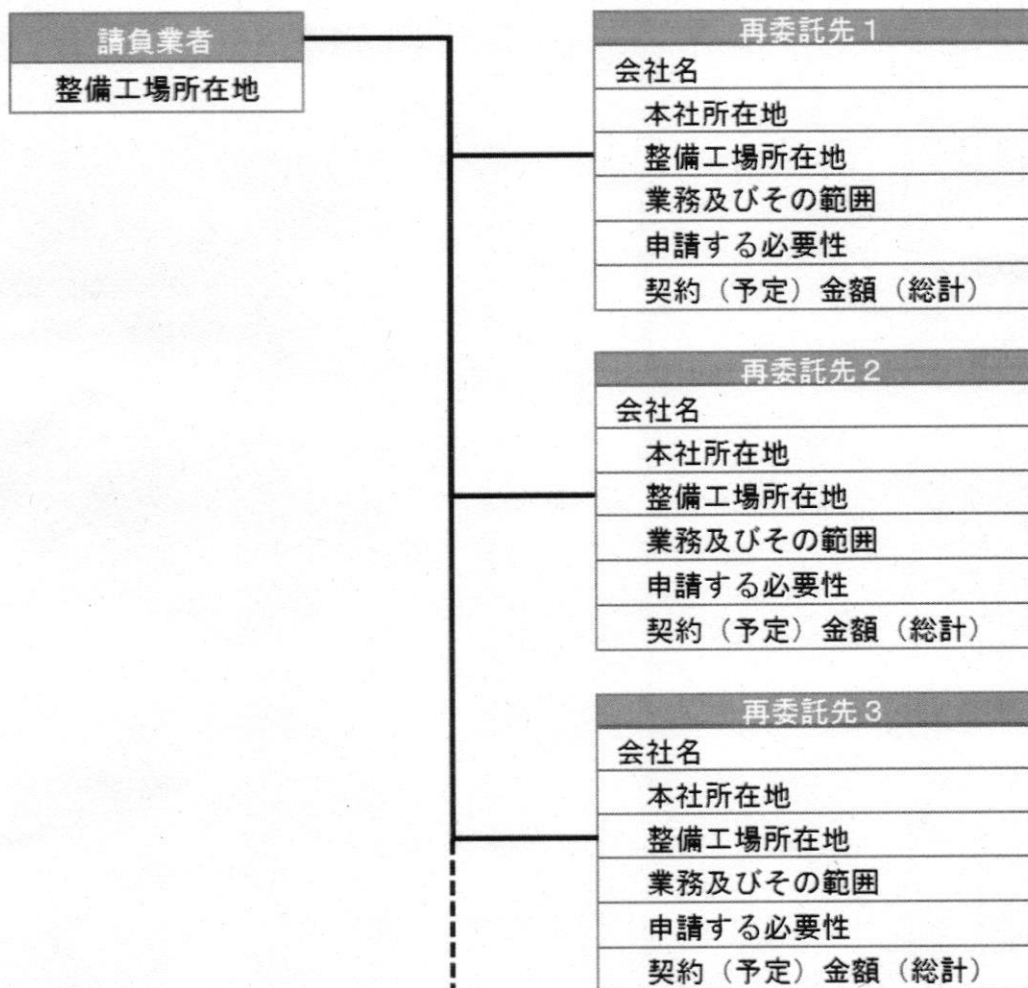 請負業者
整備工場所在地
再委託先1
会社名
本社所在地
整備工場所在地
業務及びその範囲
申請する必要性
契約(予定)金額(総計)
再委託先2
会社名
本社所在地
整備工場所在地
業務及びその範囲
申請する必要性
契約(予定)金額(総計)
再委託先3
会社名
本社所在地
整備工場所在地
業務及びその範囲
申請する必要性
契約(予定)金額(総計)